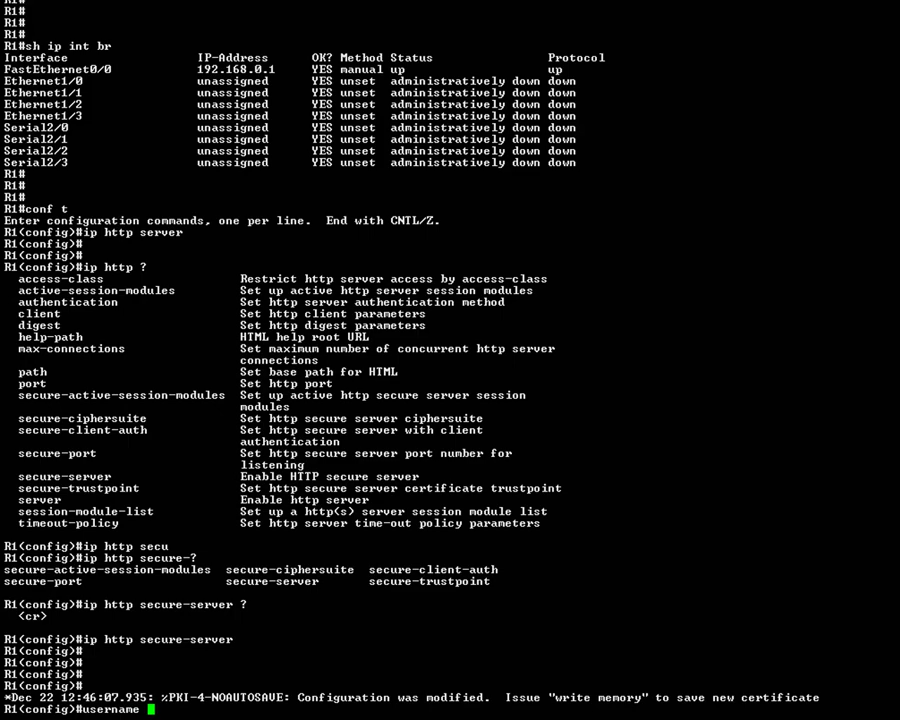 R1#
R1#
R1#
R1#
R1#sh ip int br
Interface                  IP-Address      OK? Method Status                Protocol
FastEthernet0/0            192.168.0.1     YES manual up                    up
Ethernet1/0                unassigned      YES unset  administratively down down
Ethernet1/1                unassigned      YES unset  administratively down down
Ethernet1/2                unassigned      YES unset  administratively down down
Ethernet1/3                unassigned      YES unset  administratively down down
Serial2/0                  unassigned      YES unset  administratively down down
Serial2/1                  unassigned      YES unset  administratively down down
Serial2/2                  unassigned      YES unset  administratively down down
Serial2/3                  unassigned      YES unset  administratively down down
R1#
R1#
R1#
R1#conf t
Enter configuration commands, one per line.  End with CNTL/Z.
R1(config)#ip http server
R1(config)#
R1(config)#
R1(config)#ip http ?
  access-class                   Restrict http server access by access-class
  active-session-modules         Set up active http server session modules
  authentication                 Set http server authentication method
  client                         Set http client parameters
  digest                         Set http digest parameters
  help-path                      HTML help root URL
  max-connections                Set maximum number of concurrent http server
                                 connections
  path                           Set base path for HTML
  port                           Set http port
  secure-active-session-modules  Set up active http secure server session
                                 modules
  secure-ciphersuite             Set http secure server ciphersuite
  secure-client-auth             Set http secure server with client
                                 authentication
  secure-port                    Set http secure server port number for
                                 listening
  secure-server                  Enable HTTP secure server
  secure-trustpoint              Set http secure server certificate trustpoint
  server                         Enable http server
  session-module-list            Set up a http(s) server session module list
  timeout-policy                 Set http server time-out policy parameters
R1(config)#ip http secu
R1(config)#ip http secure-?
secure-active-session-modules  secure-ciphersuite  secure-client-auth
secure-port                    secure-server       secure-trustpoint
R1(config)#ip http secure-server ?
  <cr>
R1(config)#ip http secure-server
R1(config)#
R1(config)#
R1(config)#
R1(config)#
*Dec 22 12:46:07.935: %PKI-4-NOAUTOSAVE: Configuration was modified.  Issue "write memory" to save new certificate
R1(config)#username